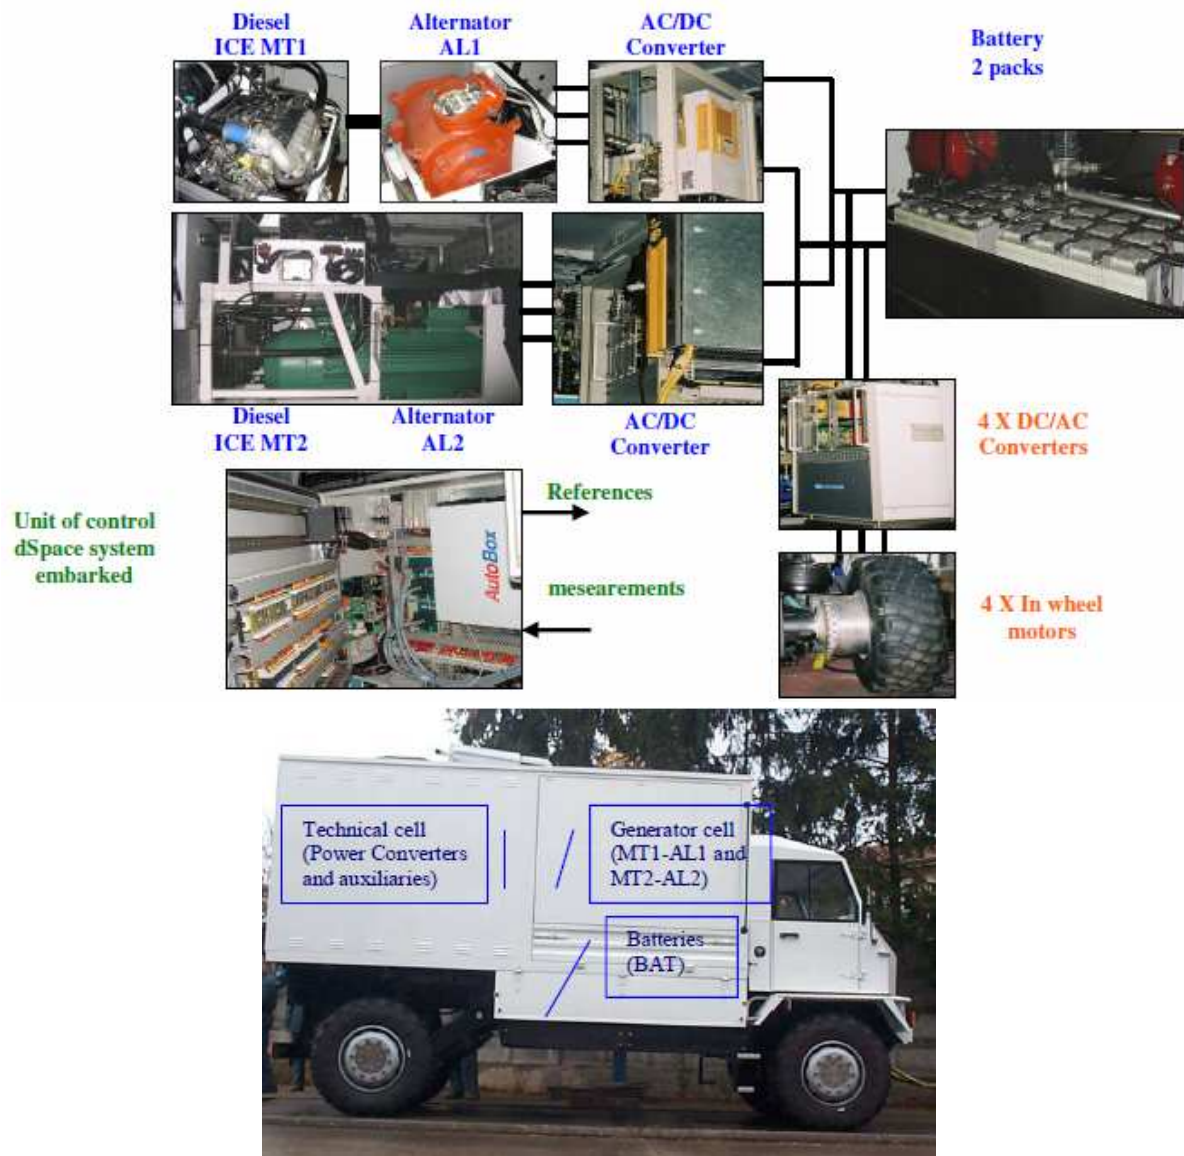 Diesel
ICE MT1
Alternator
AL1
AC/DC
Converter
Battery
2 packs
Diesel
ICE MT2
Alternator
AL2
AC/DC
Converter
4 X DC/AC
Converters
Unit of control
dSpace system
embarked
AutoBox
References
mesearements
4 X In wheel
motors
Technical cell
(Power Converters
and auxiliaries)
Generator cell
(MT1-AL1 and
MT2-AL2)
Batteries
(BAT)